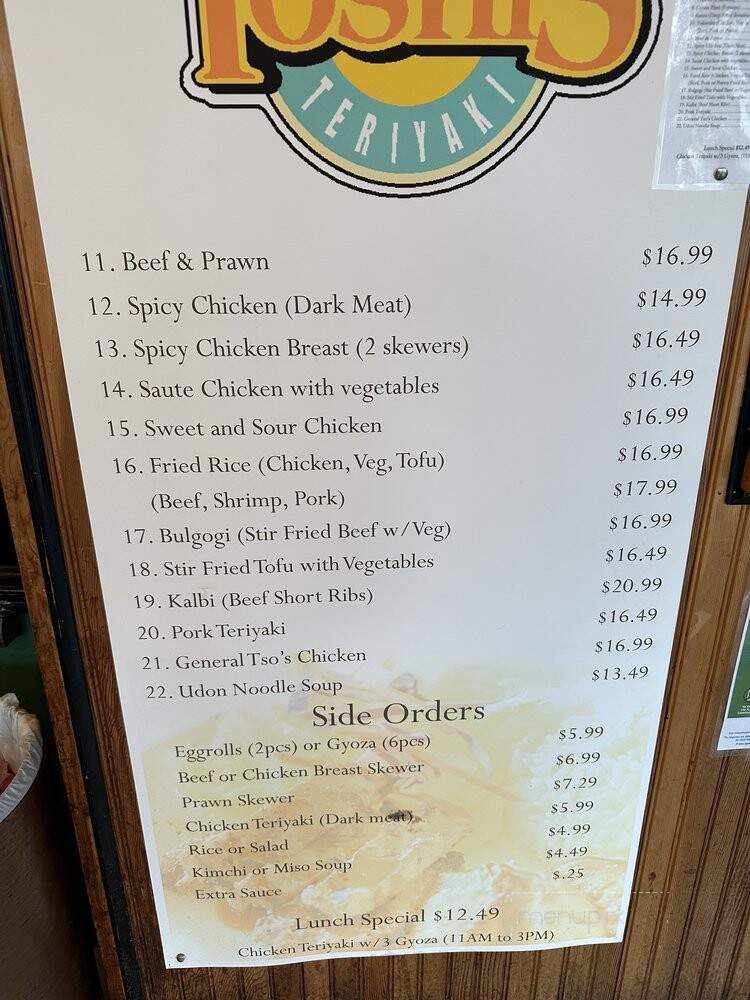 Toshi's
TERIYAKI
11. Beef & Prawn $16.99
12. Spicy Chicken (Dark Meat) $14.99
13. Spicy Chicken Breast (2 skewers) $16.49
14. Saute Chicken with vegetables $16.49
15. Sweet and Sour Chicken $16.99
16. Fried Rice (Chicken, Veg, Tofu) $16.99
(Beef, Shrimp, Pork) $17.99
17. Bulgogi (Stir Fried Beef w/Veg) $16.99
18. Stir Fried Tofu with Vegetables $16.49
19. Kalbi (Beef Short Ribs) $20.99
20. Pork Teriyaki $16.49
21. General Tso's Chicken $16.99
22. Udon Noodle Soup $13.49
Side Orders
Eggrolls (2pcs) or Gyoza (6pcs) $5.99
Beef or Chicken Breast Skewer $6.99
Prawn Skewer $7.29
Chicken Teriyaki (Dark meat) $5.99
Rice or Salad $4.99
Kimchi or Miso Soup $4.49
Extra Sauce $.25
Lunch Special $12.49
Chicken Teriyaki w/3 Gyoza (11AM to 3PM)